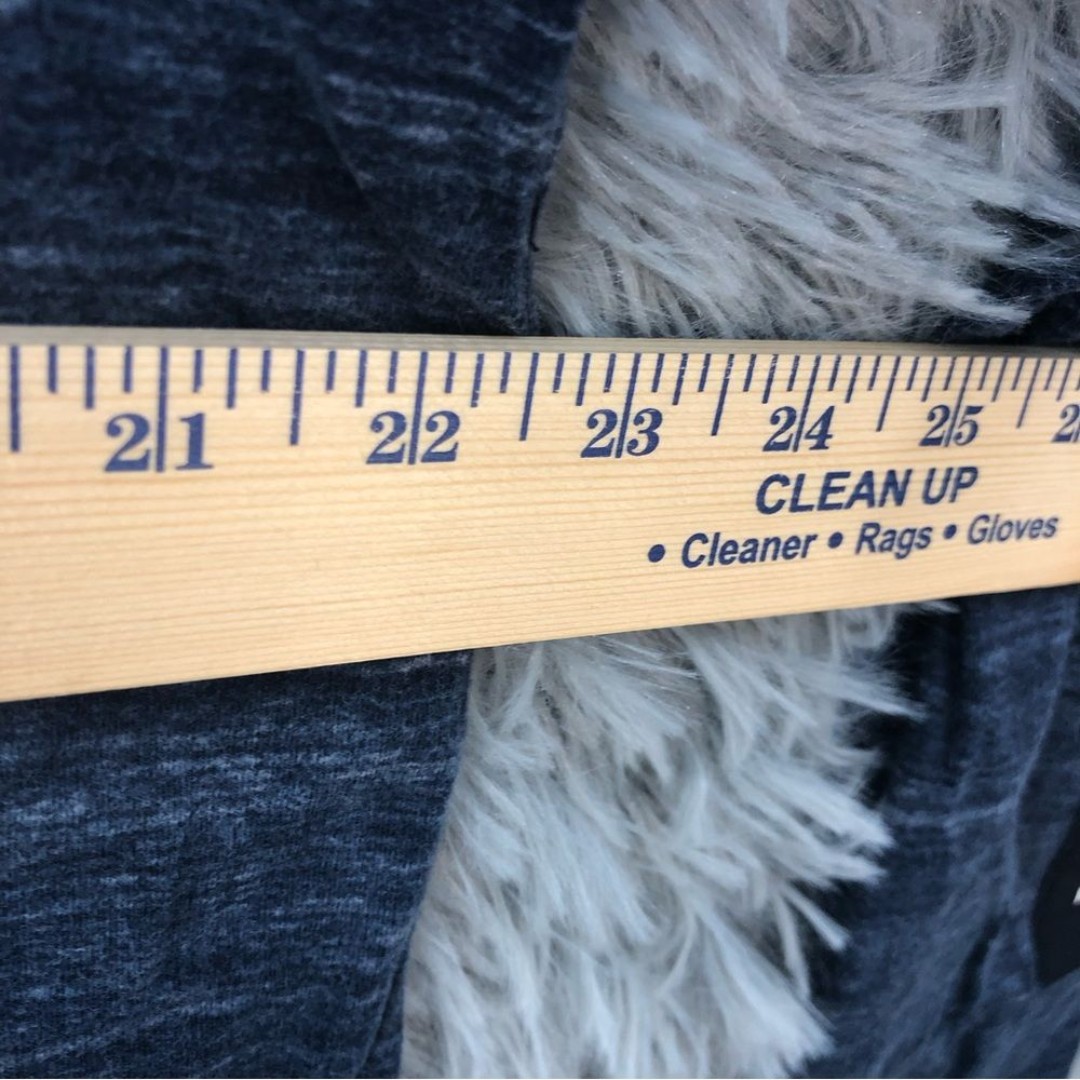 21 22 23 24 25
CLEAN UP
• Cleaner • Rags • Gloves